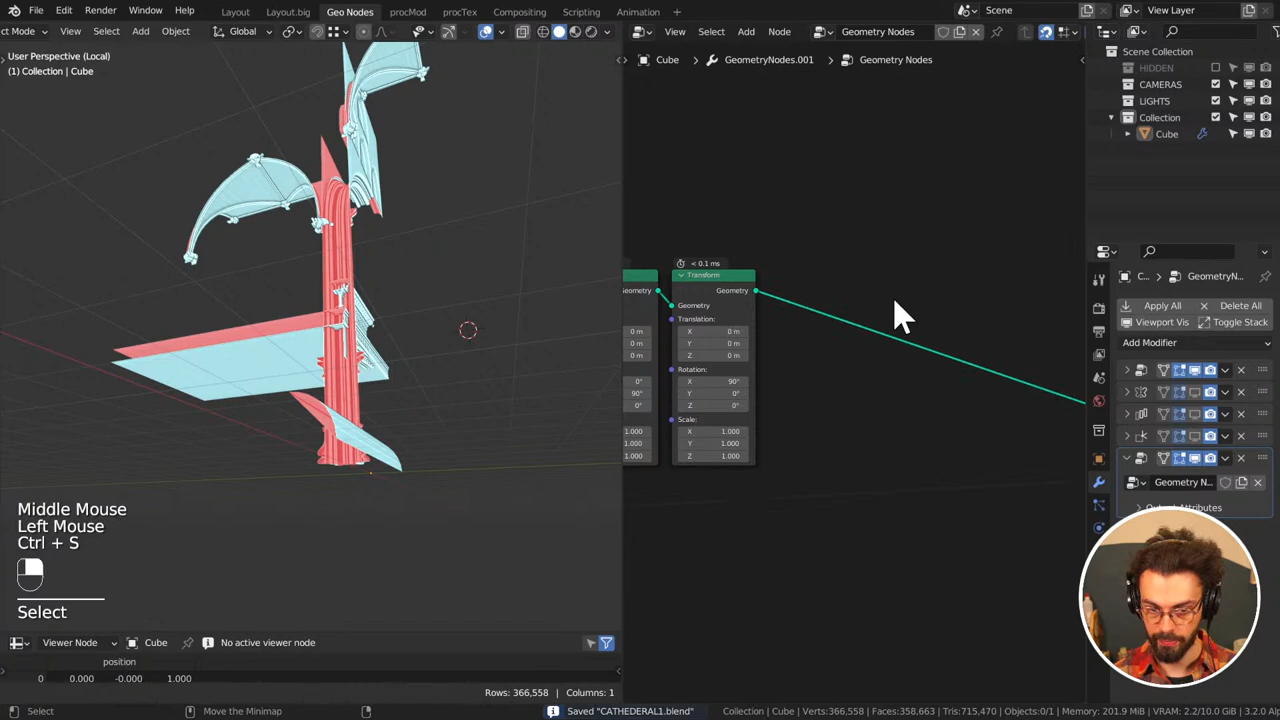 File Edit Render Window Help Layout Layout.big Geo Nodes procMod procTex Compositing Scripting Animation + Scene View Layer
ct Mode View Select Add Object Global View Select Add Node Geometry Nodes
User Perspective (Local)
(1) Collection | Cube
Cube > GeometryNodes.001 > Geometry Nodes
Scene Collection
HIDDEN
CAMERAS
LIGHTS
Collection
Cube
< 0.1 ms
Transform
Geometry
Geometry
Geometry
Translation:
0 m X 0 m
0 m Y 0 m
0 m Z 0 m
Rotation:
0° X 90°
90° Y 0°
0° Z 0°
Scale:
1.000 X 1.000
1.000 Y 1.000
1.000 Z 1.000
C... GeometryN...
Apply All Delete All
Viewport Vis Toggle Stack
Add Modifier
Geometry N...
Output Attributes
Middle Mouse
Left Mouse
Ctrl + S
Select
Viewer Node Cube No active viewer node
position
0 0.000 -0.000 1.000
Rows: 366,558 | Columns: 1
Select Move the Minimap Saved "CATHEDERAL1.blend" Collection | Cube | Verts:366,558 | Faces:358,663 | Tris:715,470 | Objects:0/1 | Memory: 201.9 MiB | VRAM: 2.2/10.0 GiB | 3.2.0 Al